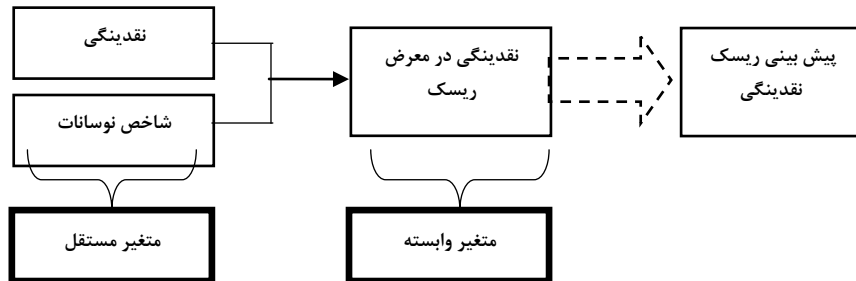 نقدینگی
شاخص نوسانات
متغیر مستقل
نقدینگی در معرض
ریسک
متغیر وابسته
پیش بینی ریسک
نقدینگی